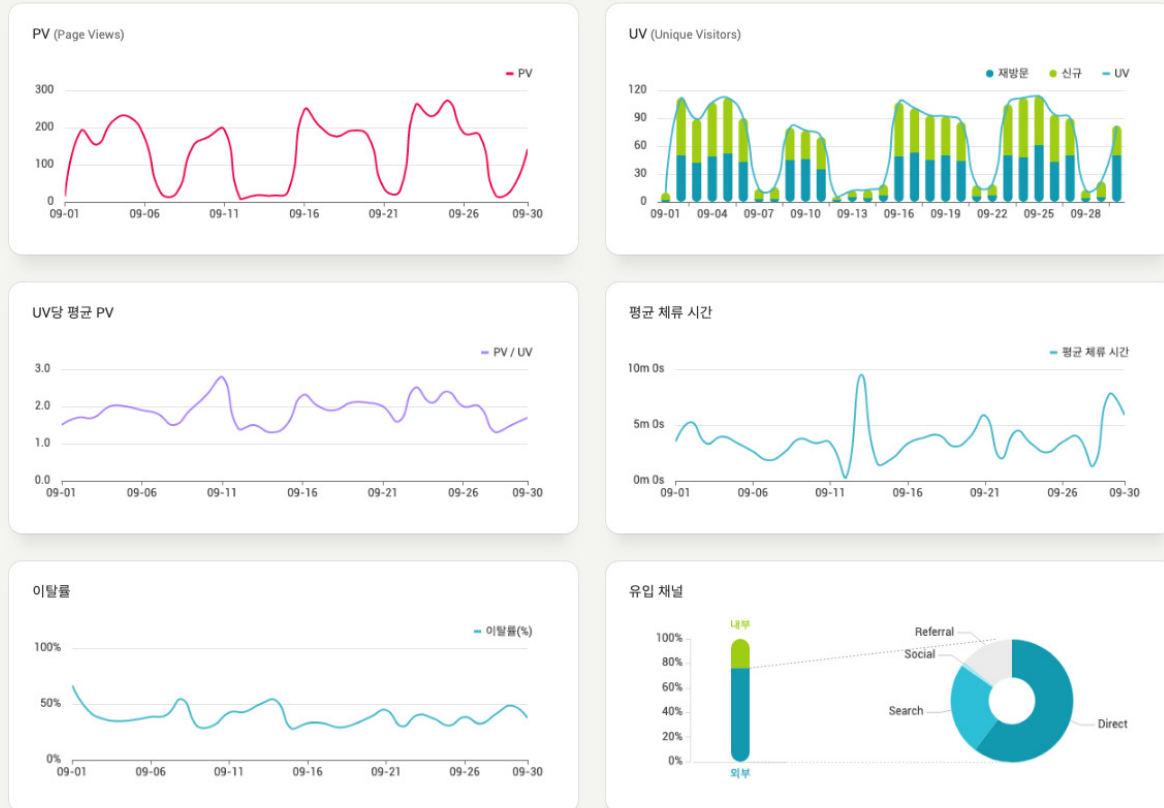 PV (Page Views)
PV
300
200
100
0
09-01 09-06 09-11 09-16 09-21 09-26 09-30
UV (Unique Visitors)
재방문 신규 UV
120
90
60
30
0
09-01 09-04 09-07 09-10 09-13 09-16 09-19 09-22 09-25 09-28
UV당 평균 PV
PV / UV
3.0
2.0
1.0
0.0
09-01 09-06 09-11 09-16 09-21 09-26 09-30
평균 체류 시간
평균 체류 시간
10m 0s
5m 0s
0m 0s
09-01 09-06 09-11 09-16 09-21 09-26 09-30
이탈률
이탈률(%)
100%
50%
0%
09-01 09-06 09-11 09-16 09-21 09-26 09-30
유입 채널
내부
100%
80%
60%
40%
20%
0%
외부
Referral
Social
Search
Direct